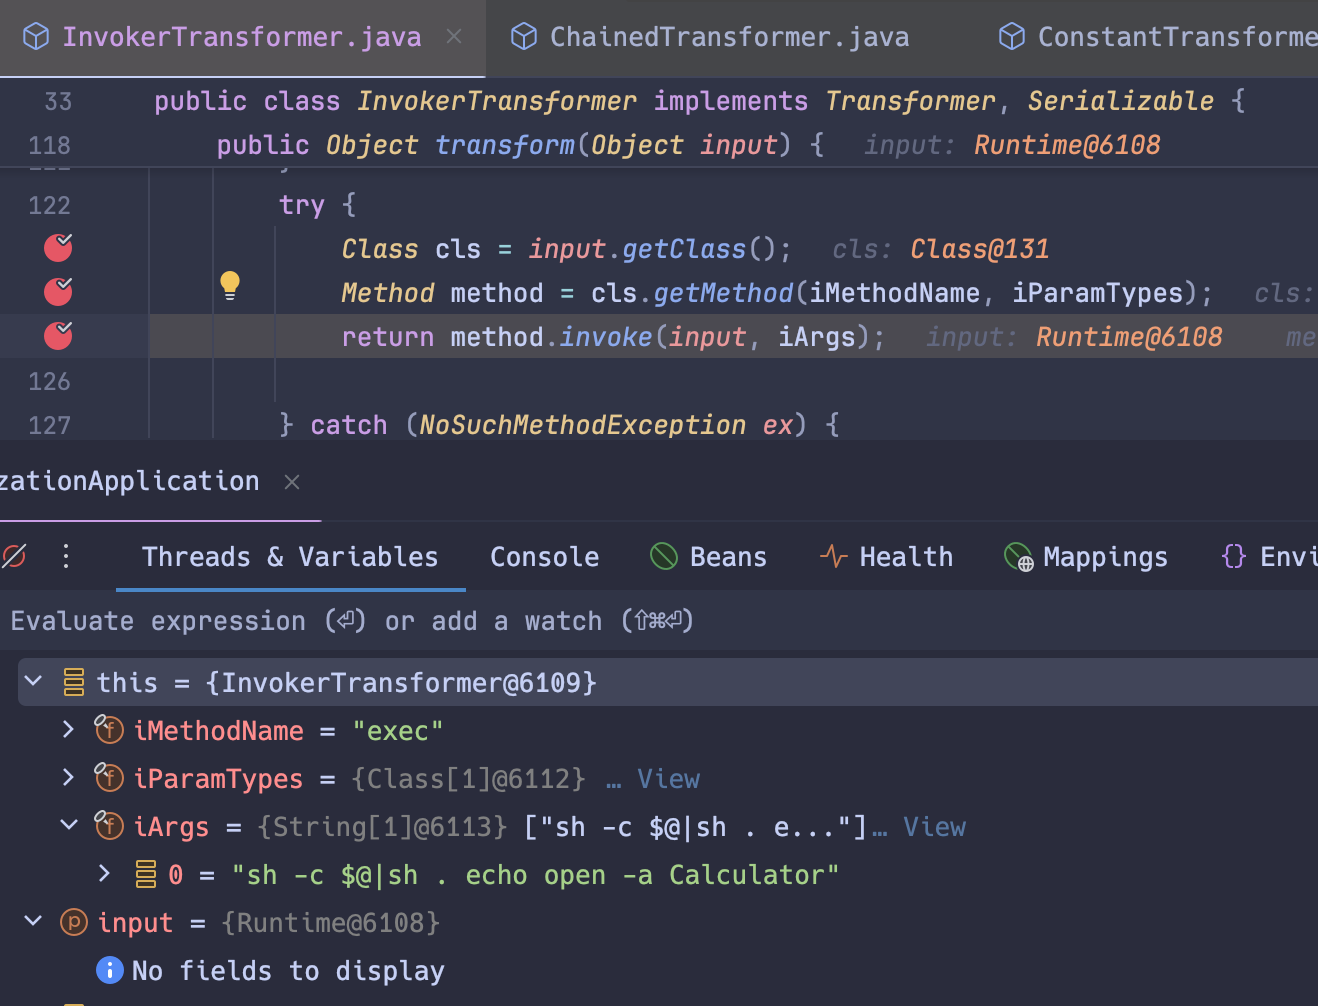 InvokerTransformer.java × ChainedTransformer.java ConstantTransforme
33 public class InvokerTransformer implements Transformer, Serializable {
118 public Object transform(Object input) { input: Runtime@6108
122 try {
Class cls = input.getClass(); cls: Class@131
Method method = cls.getMethod(iMethodName, iParamTypes); cls:
return method.invoke(input, iArgs); input: Runtime@6108 me
126
127 } catch (NoSuchMethodException ex) {
zationApplication ×
Threads & Variables Console Beans Health Mappings {} Envi
Evaluate expression (⏎) or add a watch (⇧⌘⏎)
this = {InvokerTransformer@6109}
iMethodName = "exec"
iParamTypes = {Class[1]@6112} … View
iArgs = {String[1]@6113} ["sh -c $@|sh . e..."]… View
0 = "sh -c $@|sh . echo open -a Calculator"
input = {Runtime@6108}
No fields to display